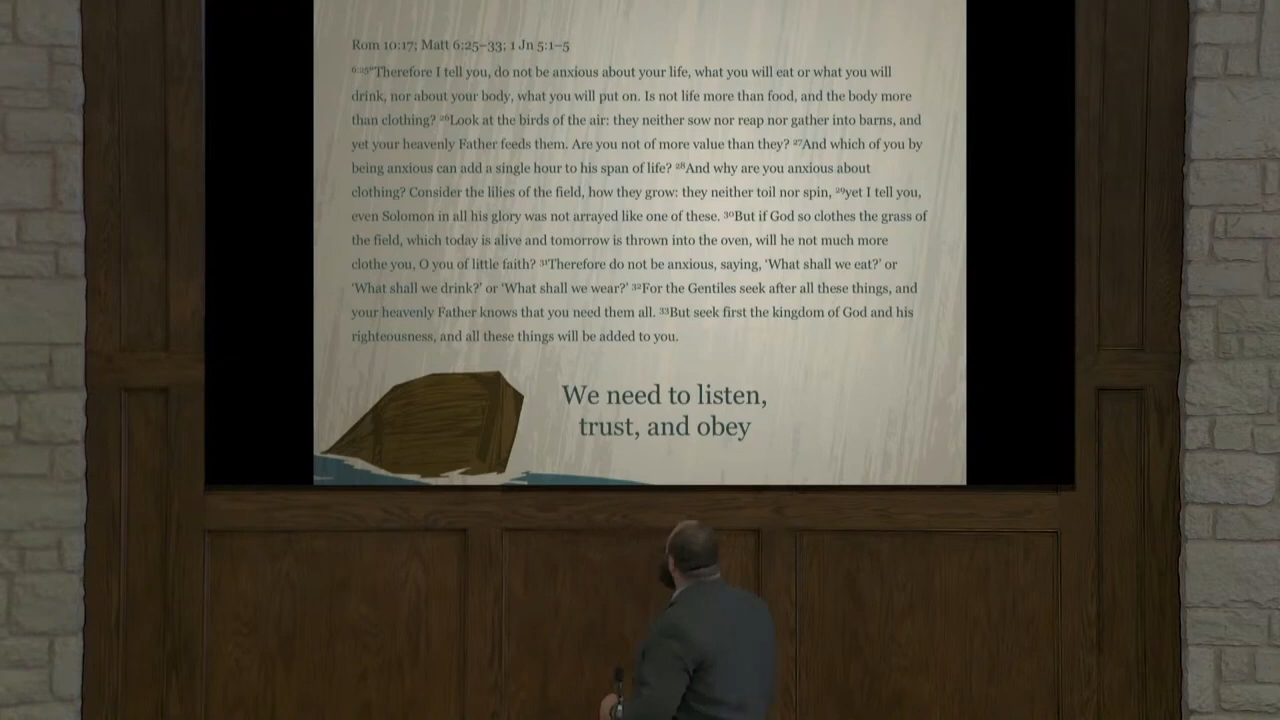 Rom 10:17; Matt 6:25–33; 1 Jn 5:1–5
6:25“Therefore I tell you, do not be anxious about your life, what you will eat or what you will
drink, nor about your body, what you will put on. Is not life more than food, and the body more
than clothing? 26Look at the birds of the air: they neither sow nor reap nor gather into barns, and
yet your heavenly Father feeds them. Are you not of more value than they? 27And which of you by
being anxious can add a single hour to his span of life? 28And why are you anxious about
clothing? Consider the lilies of the field, how they grow: they neither toil nor spin, 29yet I tell you,
even Solomon in all his glory was not arrayed like one of these. 30But if God so clothes the grass of
the field, which today is alive and tomorrow is thrown into the oven, will he not much more
clothe you, O you of little faith? 31Therefore do not be anxious, saying, ‘What shall we eat?’ or
‘What shall we drink?’ or ‘What shall we wear?’ 32For the Gentiles seek after all these things, and
your heavenly Father knows that you need them all. 33But seek first the kingdom of God and his
righteousness, and all these things will be added to you.
We need to listen,
trust, and obey